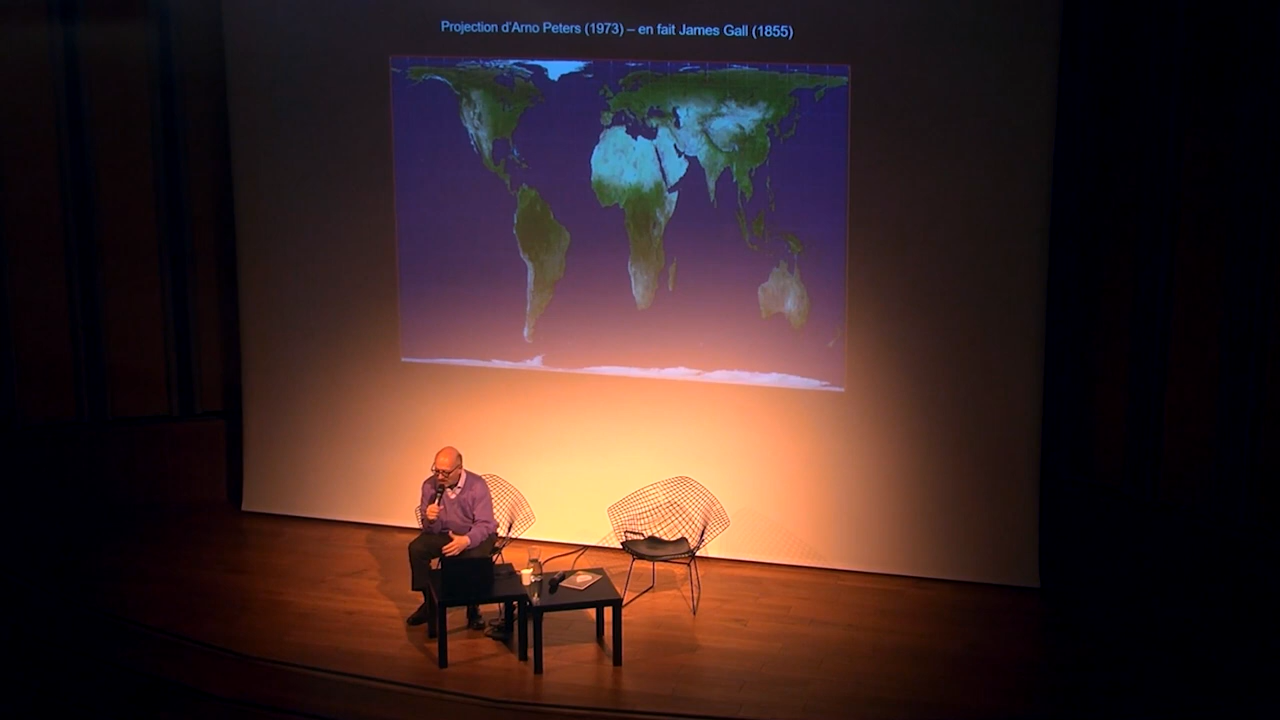 Projection d'Arno Peters (1973) – en fait James Gall (1855)